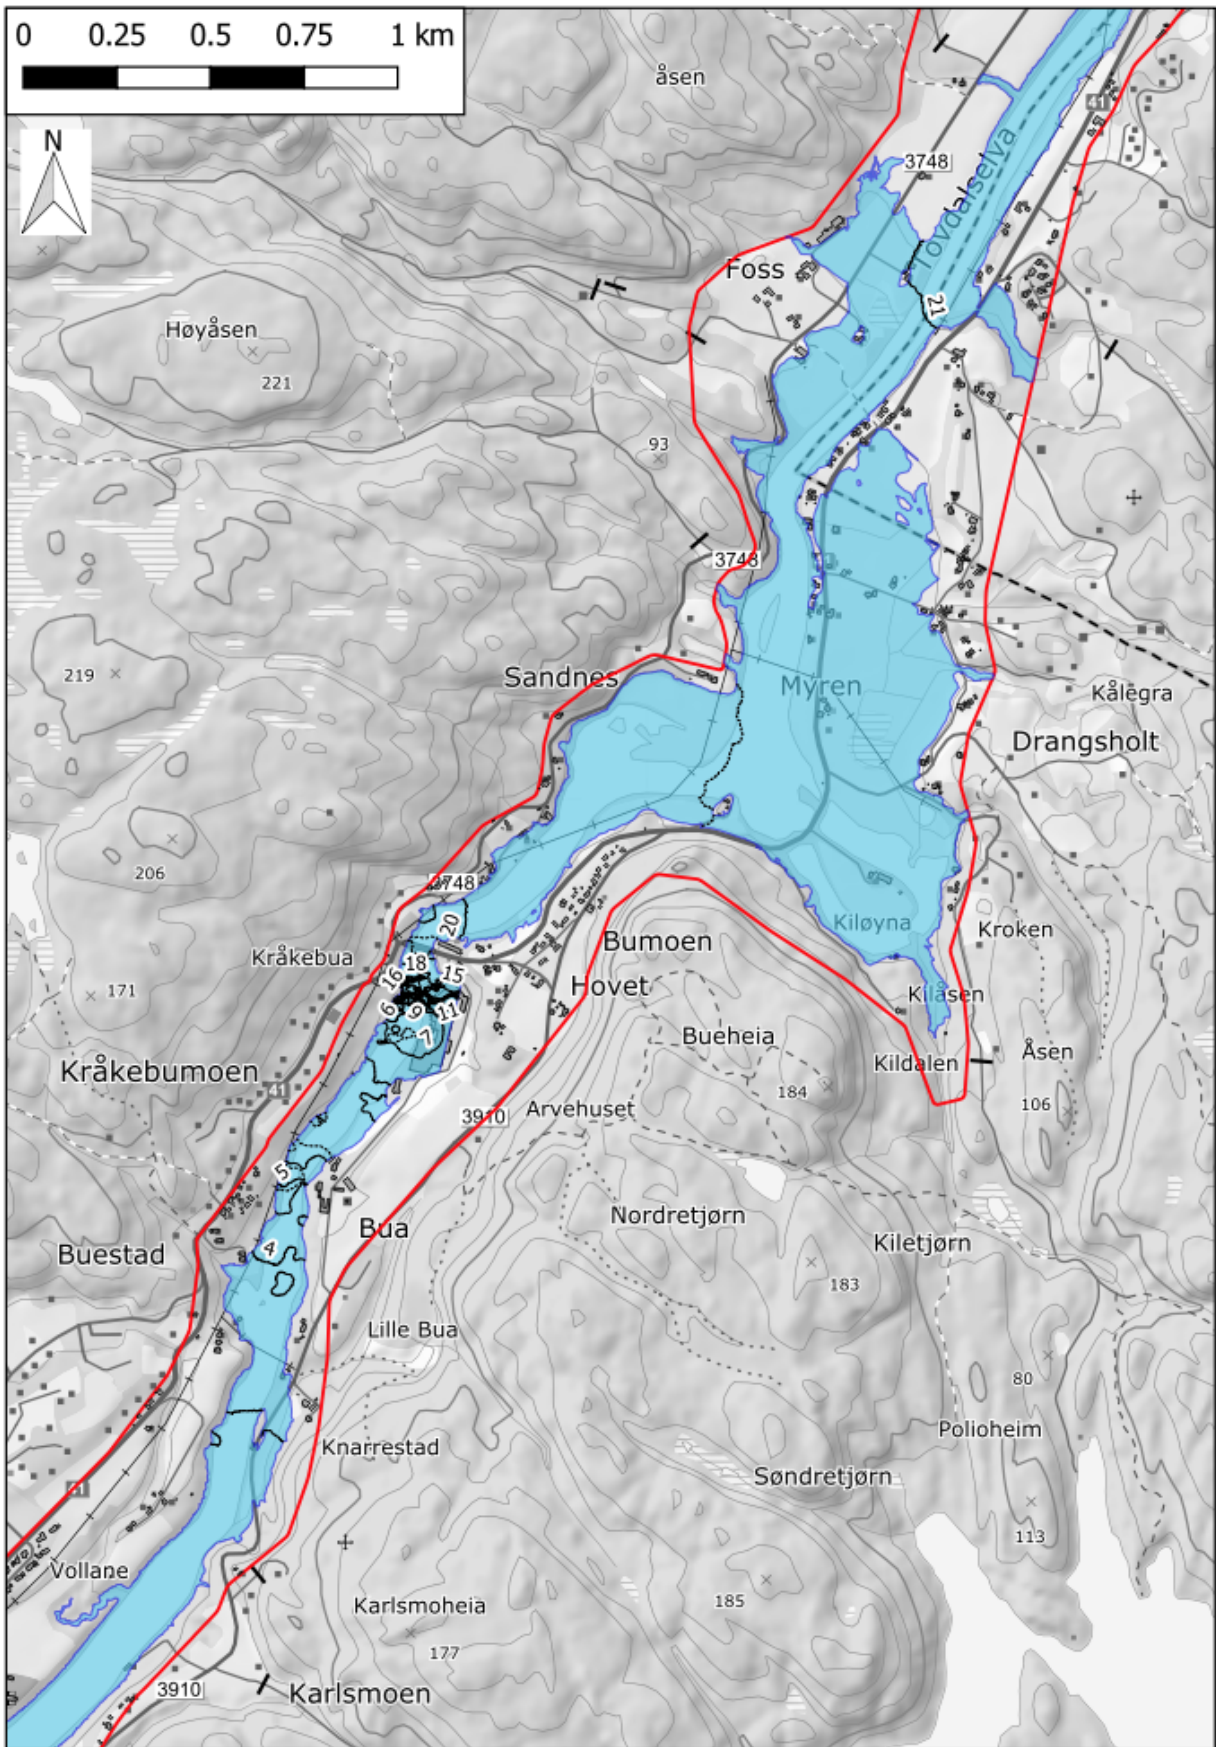 0 0.25 0.5 0.75 1 km
N
åsen
41
3748
Tovdalselva
Foss
21
Høyåsen
221
93
3748
219
Sandnes
Myren
Kålegra
Drangsholt
206
3748
20
Kiløyna
Kroken
Bumoen
Kråkebua
18
15
16
171
Hovet
Kilåsen
6
9
11
7
Bueheia
Kildalen
Åsen
Kråkebumoen
41
184
106
Arvehuset
3910
5
Nordretjørn
Bua
Kiletjørn
Buestad
4
183
Lille Bua
80
Polioheim
Knarrestad
Søndretjørn
41
113
Vollane
Karlsmoheia
185
177
3910
Karlsmoen